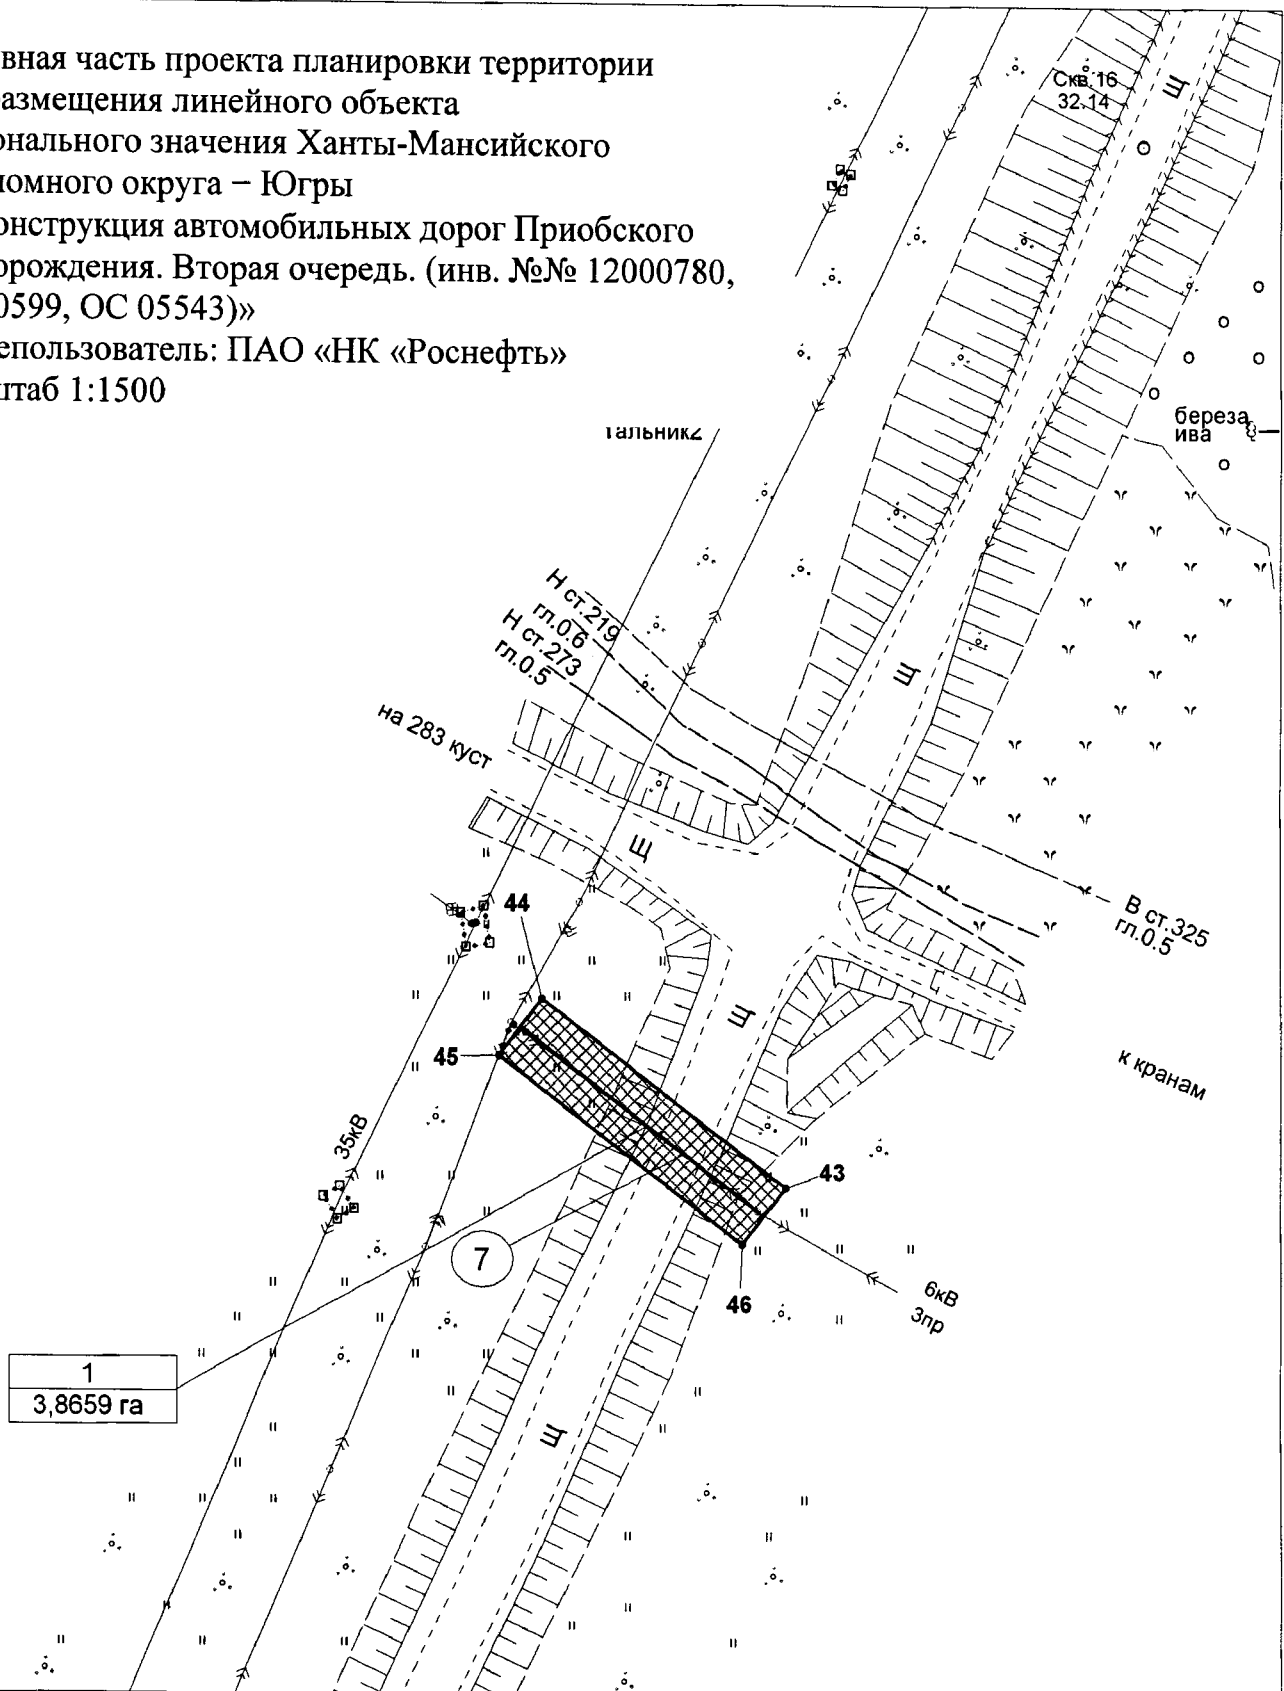 вная часть проекта планировки территории
азмещения линейного объекта
онального значения Ханты-Мансийского
номного округа – Югры
онструкция автомобильных дорог Приобского
орождения. Вторая очередь. (инв. №№ 12000780,
0599, ОС 05543)»
епользователь: ПАО «НК «Роснефть»
штаб 1:1500
Скв.16
32.14
береза
ива
тальник2
Н ст.219
гл.0.6
Н ст.273
гл.0.5
на 283 куст
Щ
Щ
Щ
Щ
Щ
В ст.325
гл.0.5
44
45
к кранам
35кВ
43
7
46
6кВ
3пр
1
3,8659 га